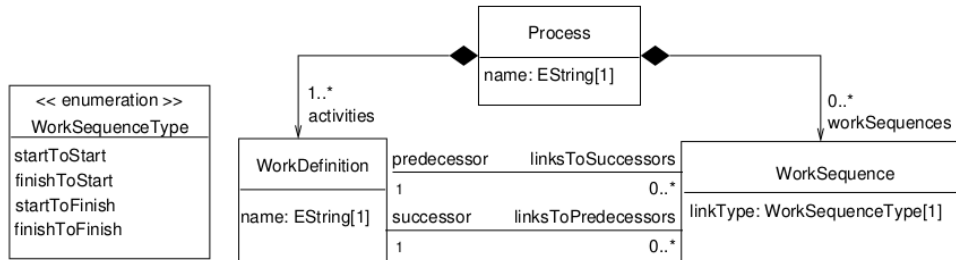 Process
name: EString[1]
<< enumeration >>
WorkSequenceType
startToStart
finishToStart
startToFinish
finishToFinish
1..*
activities
0..*
workSequences
WorkDefinition
name: EString[1]
predecessor linksToSuccessors
1 0..*
successor linksToPredecessors
1 0..*
WorkSequence
linkType: WorkSequenceType[1]